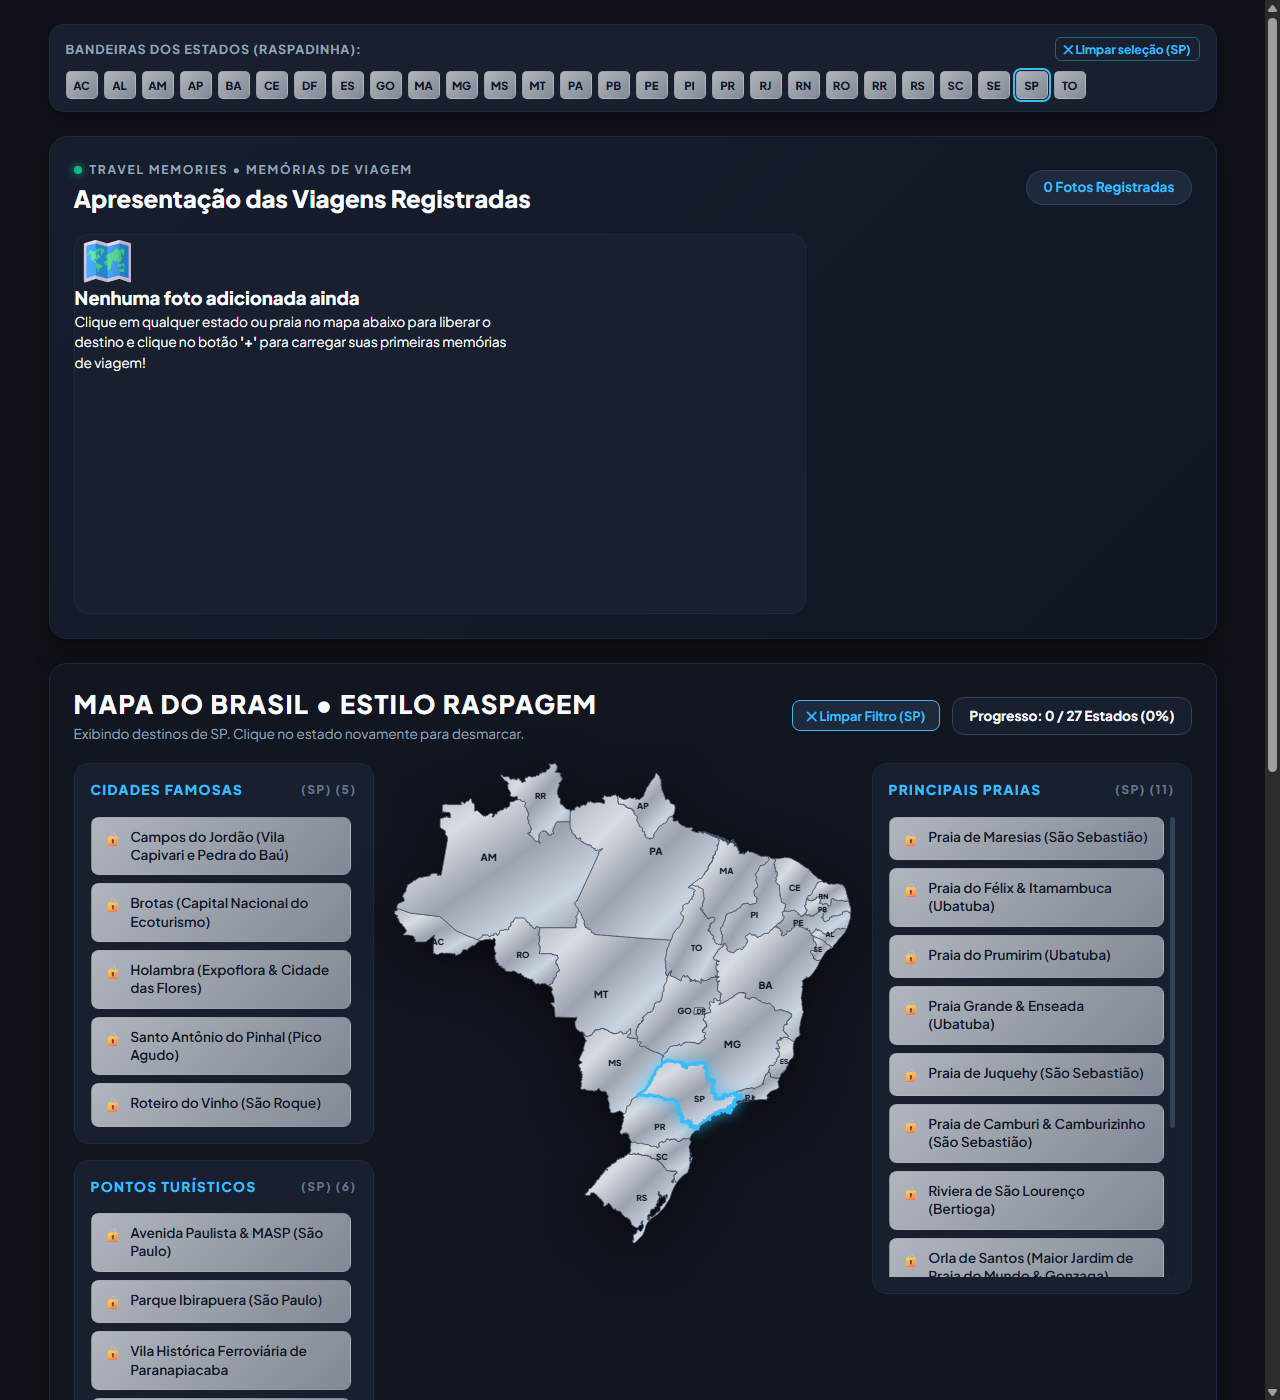 BANDEIRAS DOS ESTADOS (RASPADINHA):
✕ Limpar seleção (SP)
AC AL AM AP BA CE DF ES GO MA MG MS MT PA PB PE PI PR RJ RN RO RR RS SC SE SP TO
TRAVEL MEMORIES • MEMÓRIAS DE VIAGEM
Apresentação das Viagens Registradas
0 Fotos Registradas
Nenhuma foto adicionada ainda
Clique em qualquer estado ou praia no mapa abaixo para liberar o
destino e clique no botão '+' para carregar suas primeiras memórias
de viagem!
MAPA DO BRASIL • ESTILO RASPAGEM
Exibindo destinos de SP. Clique no estado novamente para desmarcar.
✕ Limpar Filtro (SP)
Progresso: 0 / 27 Estados (0%)
CIDADES FAMOSAS (SP) (5)
Campos do Jordão (Vila
Capivari e Pedra do Baú)
Brotas (Capital Nacional do
Ecoturismo)
Holambra (Expoflora & Cidade
das Flores)
Santo Antônio do Pinhal (Pico
Agudo)
Roteiro do Vinho (São Roque)
PONTOS TURÍSTICOS (SP) (6)
Avenida Paulista & MASP (São
Paulo)
Parque Ibirapuera (São Paulo)
Vila Histórica Ferroviária de
Paranapiacaba
RR
AP
AM
PA
MA
CE
RN
PB
PI
PE
AL
SE
AC
RO
TO
BA
MT
GO
DF
MG
MS
ES
SP
RJ
PR
SC
RS
PRINCIPAIS PRAIAS (SP) (11)
Praia de Maresias (São Sebastião)
Praia do Félix & Itamambuca
(Ubatuba)
Praia do Prumirim (Ubatuba)
Praia Grande & Enseada
(Ubatuba)
Praia de Juquehy (São Sebastião)
Praia de Camburi & Camburizinho
(São Sebastião)
Riviera de São Lourenço
(Bertioga)
Orla de Santos (Maior Jardim de
Praia do Mundo & Gonzaga)